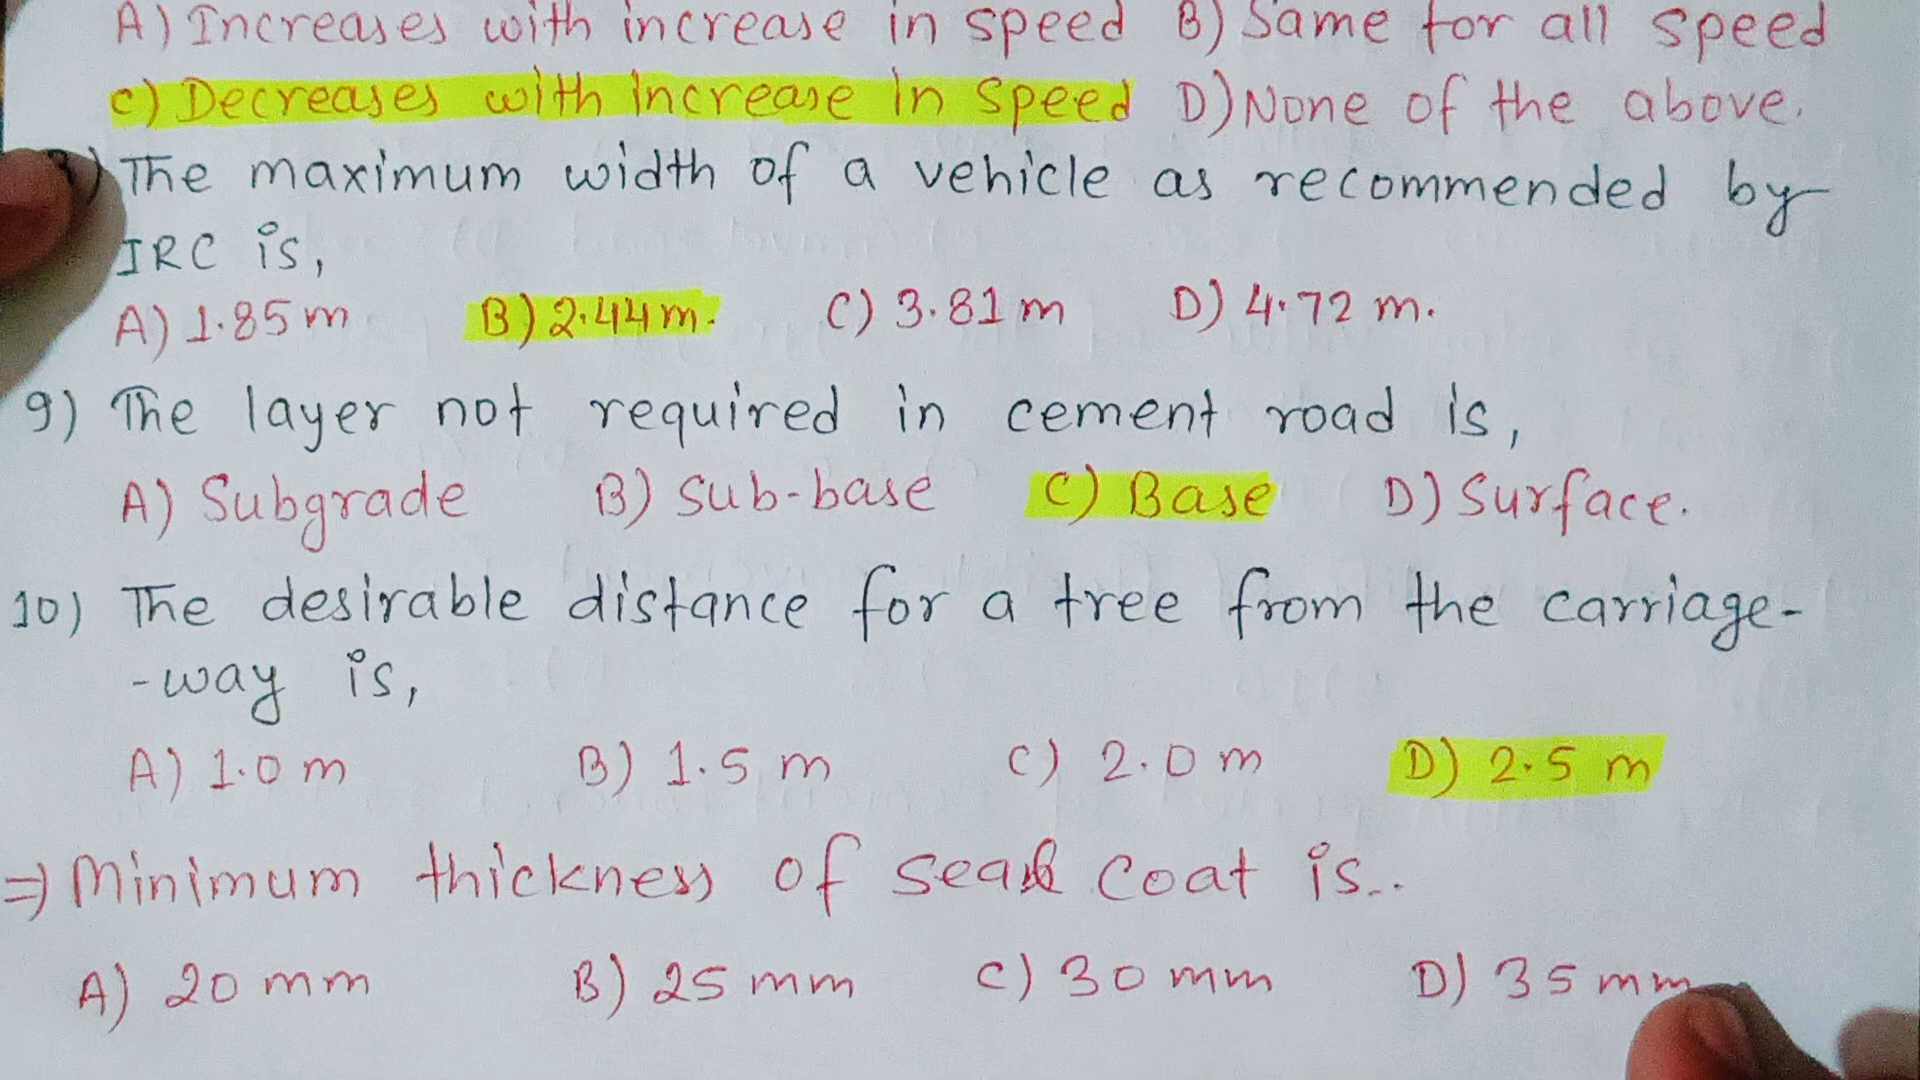 A) Increases with increase in speed B) Same for all speed
C) Decreases with increase in speed D) None of the above.
) The maximum width of a vehicle as recommended by
IRC is,
A) 1.85 m B) 2.44 m. C) 3.81 m D) 4.72 m.
9) The layer not required in cement road is,
A) Subgrade B) Sub-base C) Base D) Surface.
10) The desirable distance for a tree from the carriage-
-way is,
A) 1.0 m B) 1.5 m C) 2.0 m D) 2.5 m
⇒ Minimum thickness of seal coat is..
A) 20 mm B) 25 mm C) 30 mm D) 35 mm